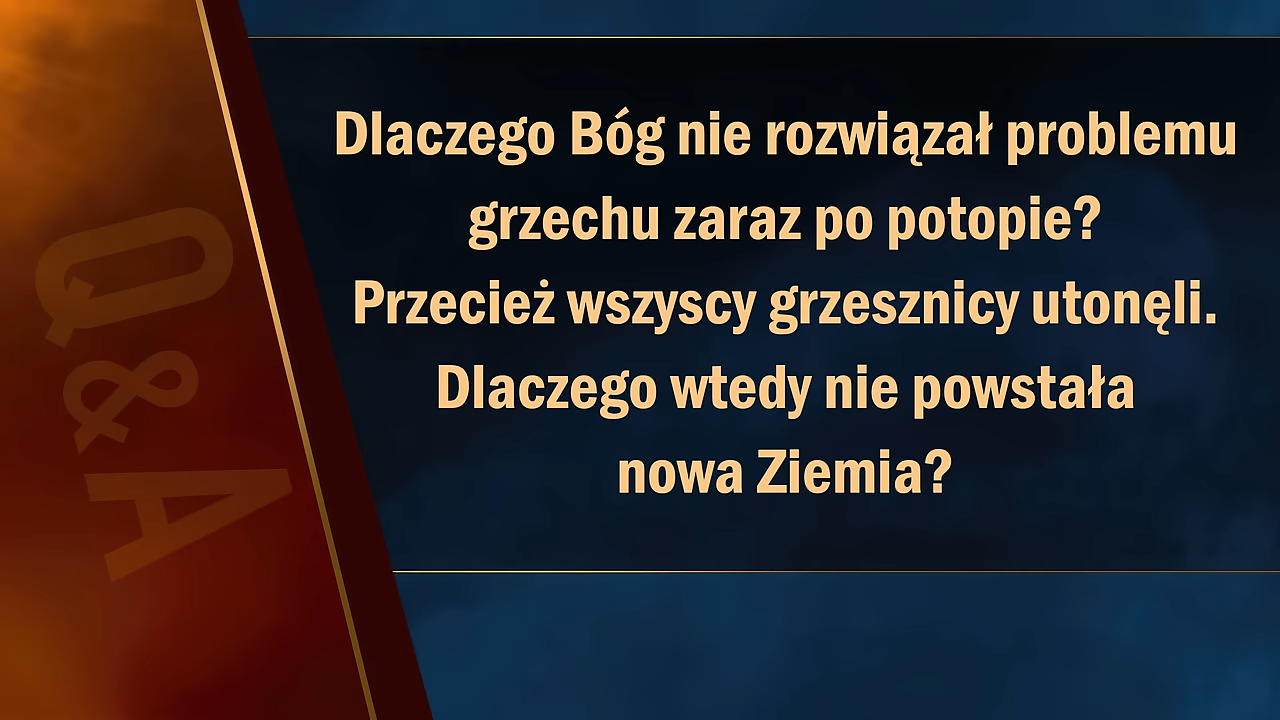 Dlaczego Bóg nie rozwiązał problemu
grzechu zaraz po potopie?
Przecież wszyscy grzesznicy utonęli.
Dlaczego wtedy nie powstała
nowa Ziemia?
Q & A